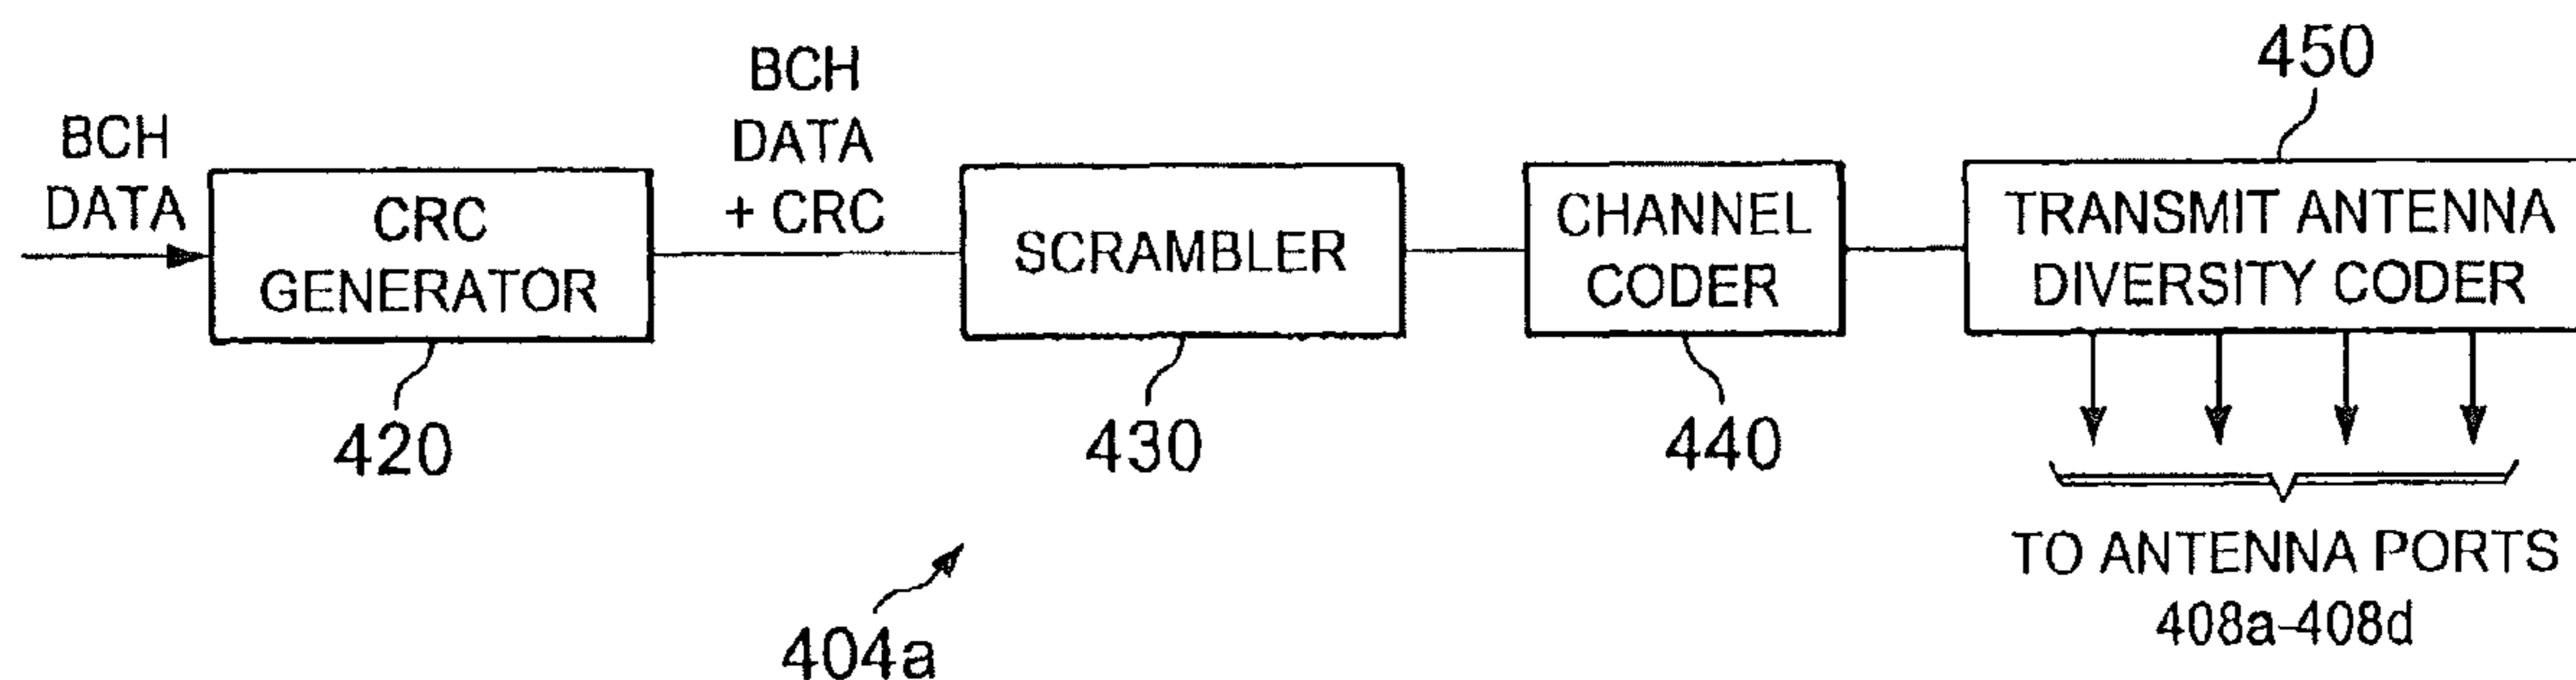 BCH
DATA
CRC
GENERATOR
420
BCH
DATA
+ CRC
SCRAMBLER
430
CHANNEL
CODER
440
450
TRANSMIT ANTENNA
DIVERSITY CODER
TO ANTENNA PORTS
408a-408d
404a